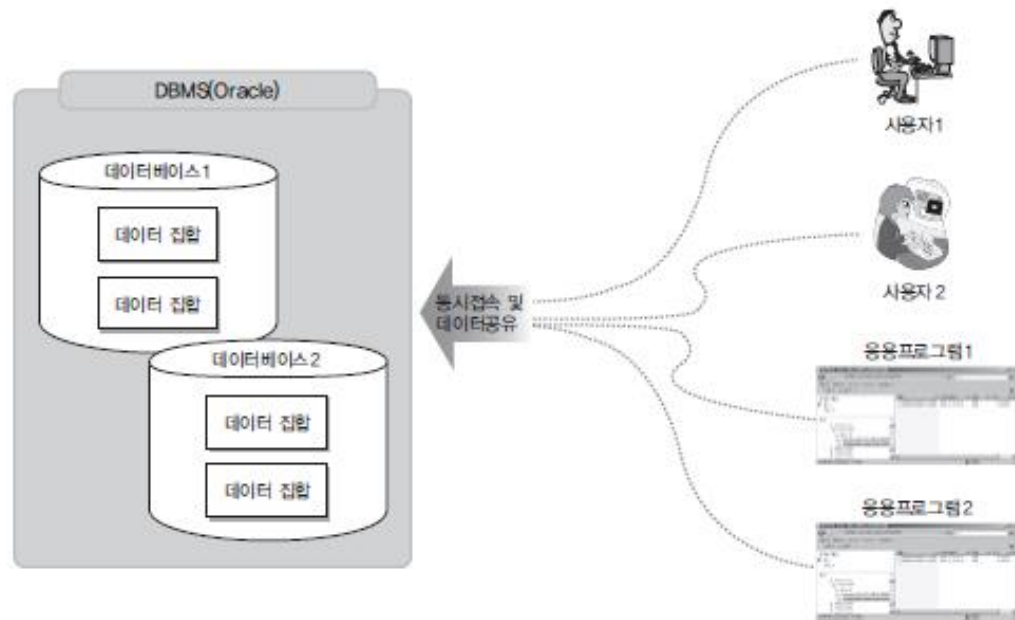 DBMS(Oracle)
데이터베이스1
데이터 집합
데이터 집합
데이터베이스2
데이터 집합
데이터 집합
동시접속 및
데이터공유
사용자1
사용자2
응용프로그램1
응용프로그램2